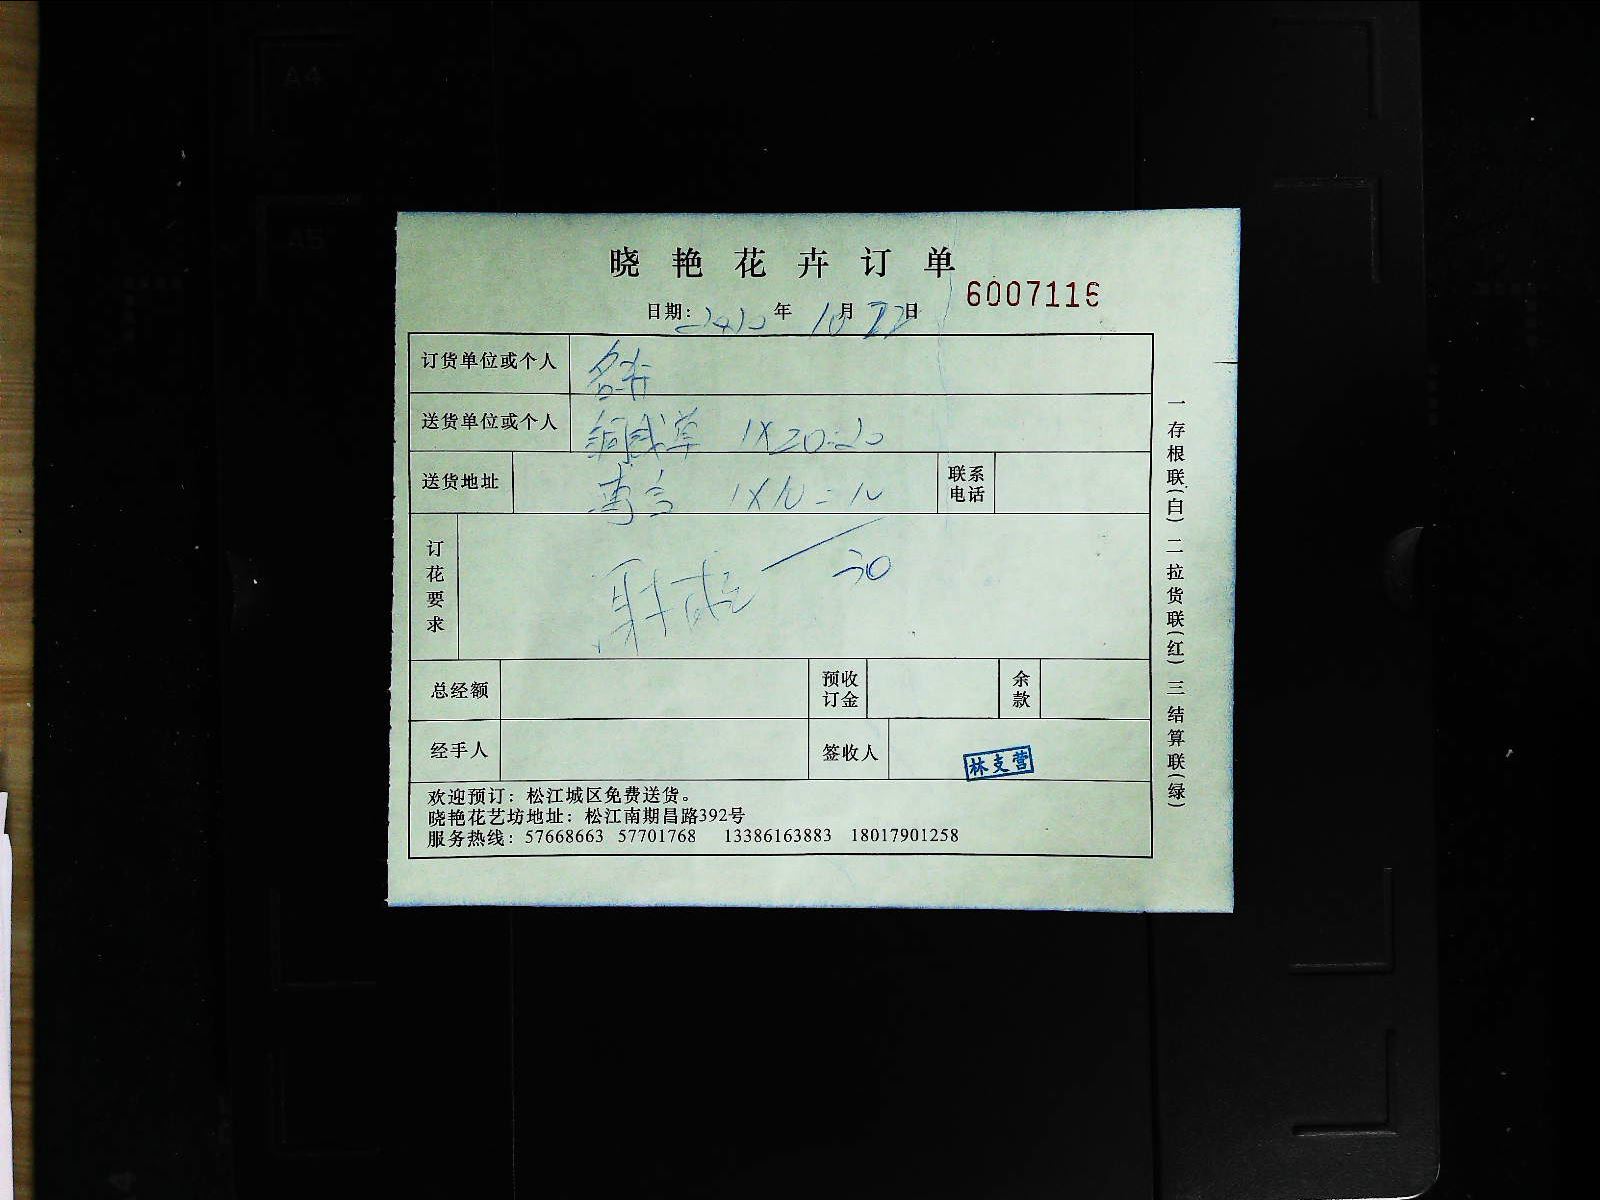 A4
A5
晓艳花卉订单
6007116
日期: 2020 年 10 月 22 日
订货单位或个人
送货单位或个人 1X20=20
送货地址 1X10=10 联系电话
30
订花要求
总经额 预收订金 余款
经手人 签收人 林支营
欢迎预订：松江城区免费送货。
晓艳花艺坊地址：松江南期昌路392号
服务热线：57668663 57701768 13386163883 18017901258
一存根联(白) 二拉货联(红) 三结算联(绿)